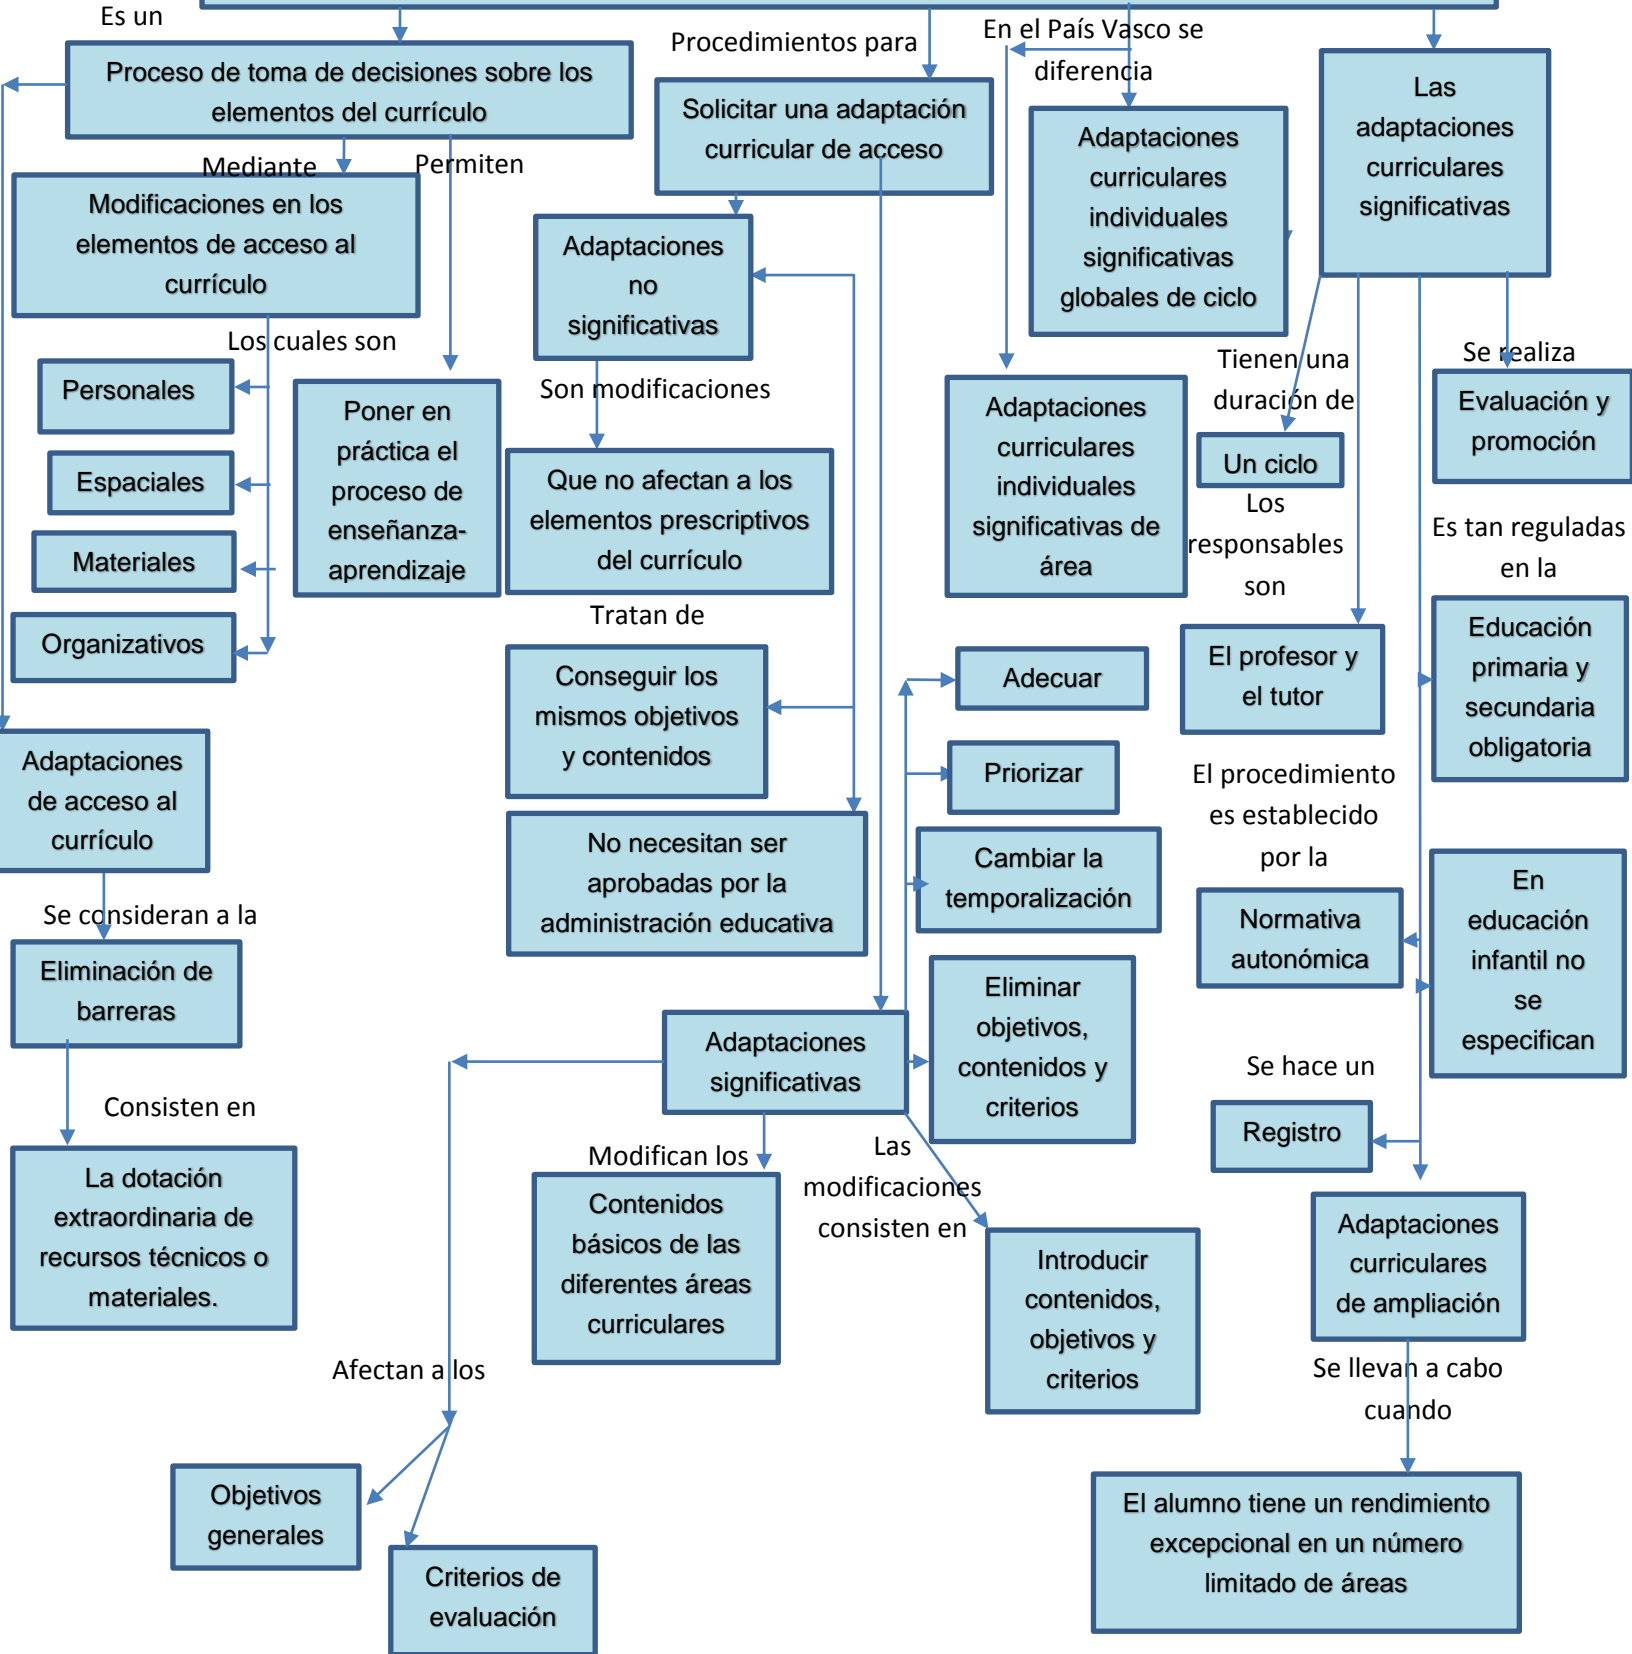 Es un
Procedimientos para
En el País Vasco se
diferencia
Proceso de toma de decisiones sobre los
elementos del currículo
Solicitar una adaptación
curricular de acceso
Adaptaciones
curriculares
individuales
significativas
globales de ciclo
Las
adaptaciones
curriculares
significativas
Mediante
Permiten
Modificaciones en los
elementos de acceso al
currículo
Adaptaciones
no
significativas
Los cuales son
Personales
Espaciales
Materiales
Organizativos
Poner en
práctica el
proceso de
enseñanza-
aprendizaje
Son modificaciones
Que no afectan a los
elementos prescriptivos
del currículo
Adaptaciones
curriculares
individuales
significativas de
área
Tienen una
duración de
Un ciclo
Se realiza
Evaluación y
promoción
Los
responsables
son
El profesor y
el tutor
Es tan reguladas
en la
Educación
primaria y
secundaria
obligatoria
Tratan de
Conseguir los
mismos objetivos
y contenidos
No necesitan ser
aprobadas por la
administración educativa
Adecuar
Priorizar
Cambiar la
temporalización
Eliminar
objetivos,
contenidos y
criterios
El procedimiento
es establecido
por la
Normativa
autonómica
En
educación
infantil no
se
especifican
Adaptaciones
de acceso al
currículo
Se consideran a la
Eliminación de
barreras
Consisten en
La dotación
extraordinaria de
recursos técnicos o
materiales.
Adaptaciones
significativas
Modifican los
Contenidos
básicos de las
diferentes áreas
curriculares
Las
modificaciones
consisten en
Introducir
contenidos,
objetivos y
criterios
Se hace un
Registro
Adaptaciones
curriculares
de ampliación
Se llevan a cabo
cuando
El alumno tiene un rendimiento
excepcional en un número
limitado de áreas
Afectan a los
Objetivos
generales
Criterios de
evaluación